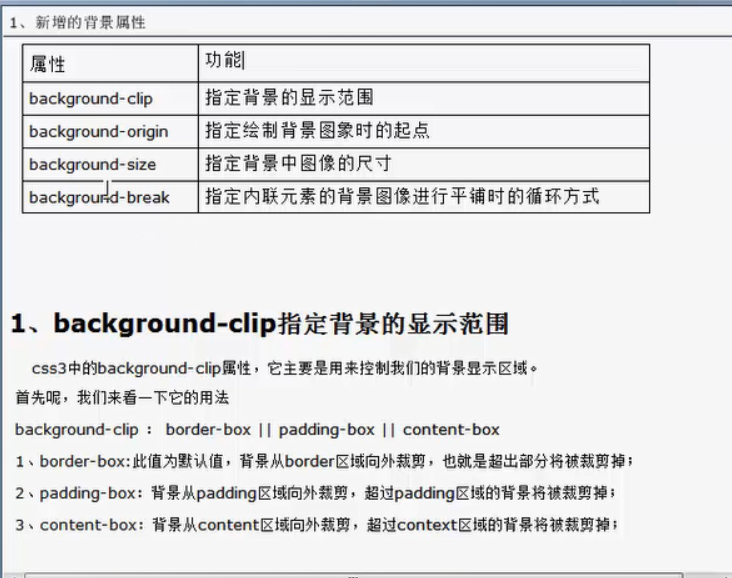 1、新增的背景属性
属性 功能
background-clip 指定背景的显示范围
background-origin 指定绘制背景图象时的起点
background-size 指定背景中图像的尺寸
background-break 指定内联元素的背景图像进行平铺时的循环方式
1、background-clip指定背景的显示范围
css3中的background-clip属性，它主要是用来控制我们的背景显示区域。
首先呢，我们来看一下它的用法
background-clip ： border-box || padding-box || content-box
1、border-box:此值为默认值，背景从border区域向外裁剪，也就是超出部分将被裁剪掉；
2、padding-box：背景从padding区域向外裁剪，超过padding区域的背景将被裁剪掉；
3、content-box：背景从content区域向外裁剪，超过context区域的背景将被裁剪掉；